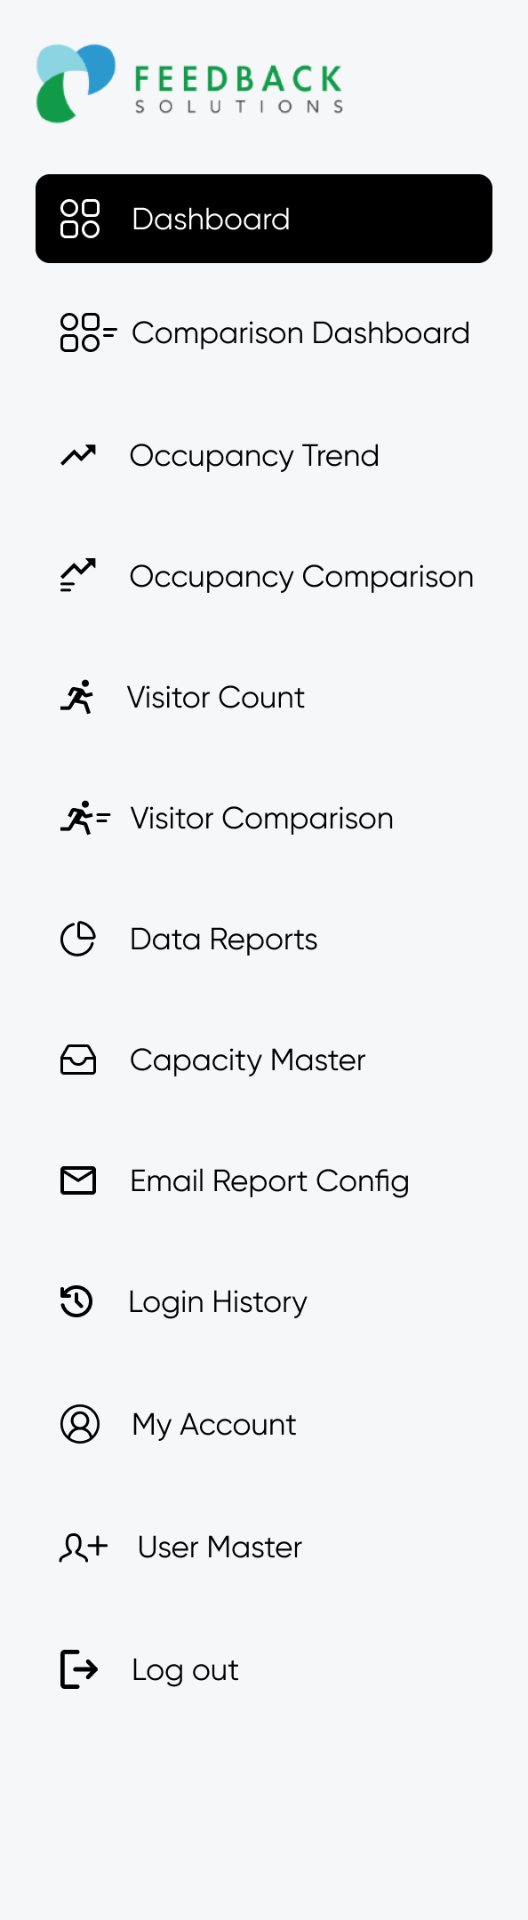 FEEDBACK
SOLUTIONS
Dashboard
Comparison Dashboard
Occupancy Trend
Occupancy Comparison
Visitor Count
Visitor Comparison
Data Reports
Capacity Master
Email Report Config
Login History
My Account
User Master
Log out